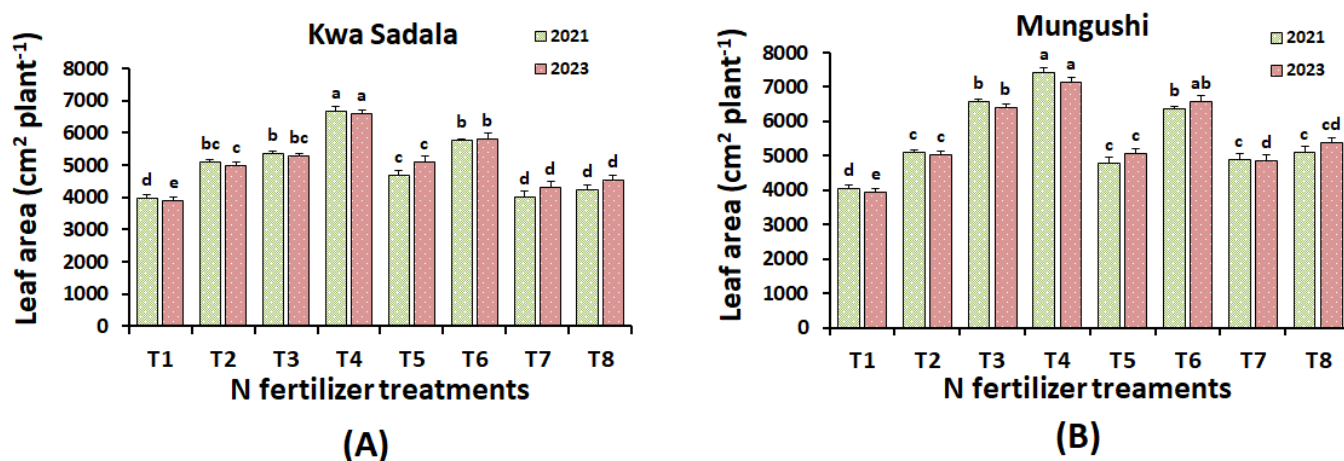 Kwa Sadala
2021
2023
Leaf area (cm² plant⁻¹)
8000
7000
6000
5000
4000
3000
2000
1000
0
d e bc c b bc a a c c b b d d d d
T1 T2 T3 T4 T5 T6 T7 T8
N fertilizer treatments
(A)
Mungushi
2021
2023
Leaf area (cm² plant⁻¹)
8000
7000
6000
5000
4000
3000
2000
1000
0
d e c c b b a a c c b ab c d c cd
T1 T2 T3 T4 T5 T6 T7 T8
N fertilizer treaments
(B)